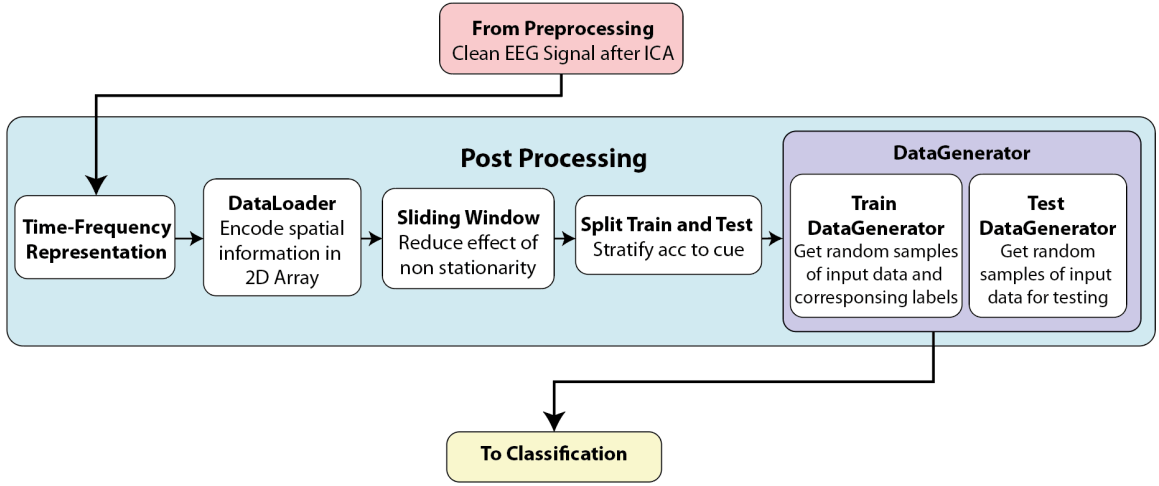 From Preprocessing
Clean EEG Signal after ICA
Post Processing
Time-Frequency
Representation
DataLoader
Encode spatial
information in
2D Array
Sliding Window
Reduce effect of
non stationarity
Split Train and Test
Stratify acc to cue
DataGenerator
Train
DataGenerator
Get random samples
of input data and
corresponsing labels
Test
DataGenerator
Get random
samples of input
data for testing
To Classification